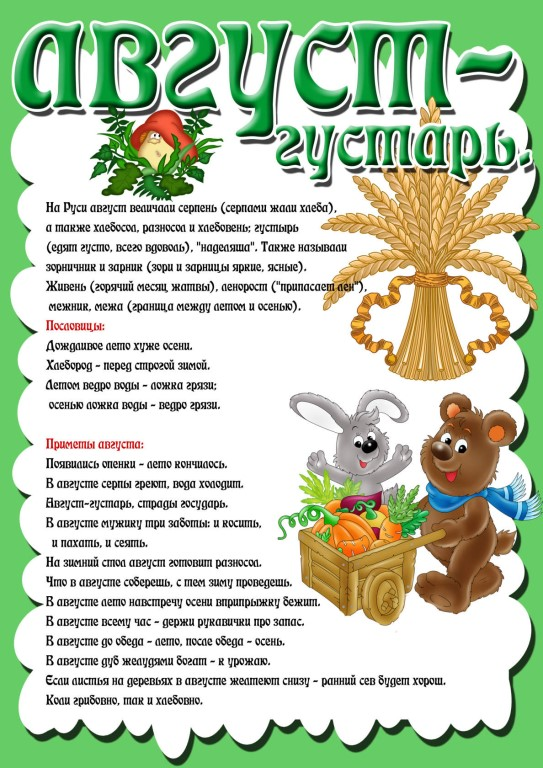 АВГУСТ-
густарь.
На Руси август величали серпень (серпами жали хлеба),
а также хлебосол, разносол и хлебовень; густырь
(едят густо, всего вдоволь), "наделяша". Также называли
зорничник и зарник (зори и зарницы яркие, ясные).
Живень (горячий месяц жатвы), ленорост ("припасает лен"),
межник, межа (граница между летом и осенью).
Пословицы:
Дождливое лето хуже осени.
Хлебород - перед строгой зимой.
Летом ведро воды - ложка грязи;
осенью ложка воды - ведро грязи.
Приметы августа:
Появились опенки - лето кончилось.
В августе серпы греют, вода холодит.
Август-густарь, страды государь.
В августе мужику три заботы: и косить,
и пахать, и сеять.
На зимний стол август готовит разносол.
Что в августе соберешь, с тем зиму проведешь.
В августе лето навстречу осени вприпрыжку бежит.
В августе всему час - держи рукавички про запас.
В августе до обеда - лето, после обеда - осень.
В августе дуб желудями богат - к урожаю.
Если листья на деревьях в августе желтеют снизу - ранний сев будет хорош.
Коли грибовно, так и хлебовно.